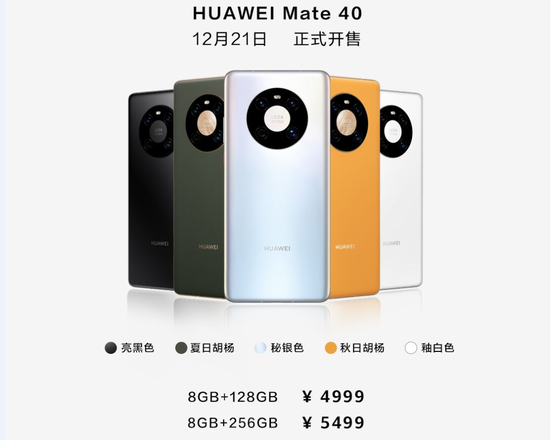 HUAWEI Mate 40
12月21日 正式开售
HUAWEI HUAWEI HUAWEI HUAWEI HUAWEI
亮黑色 夏日胡杨 秘银色 秋日胡杨 釉白色
8GB+128GB ¥ 4999
8GB+256GB ¥ 5499